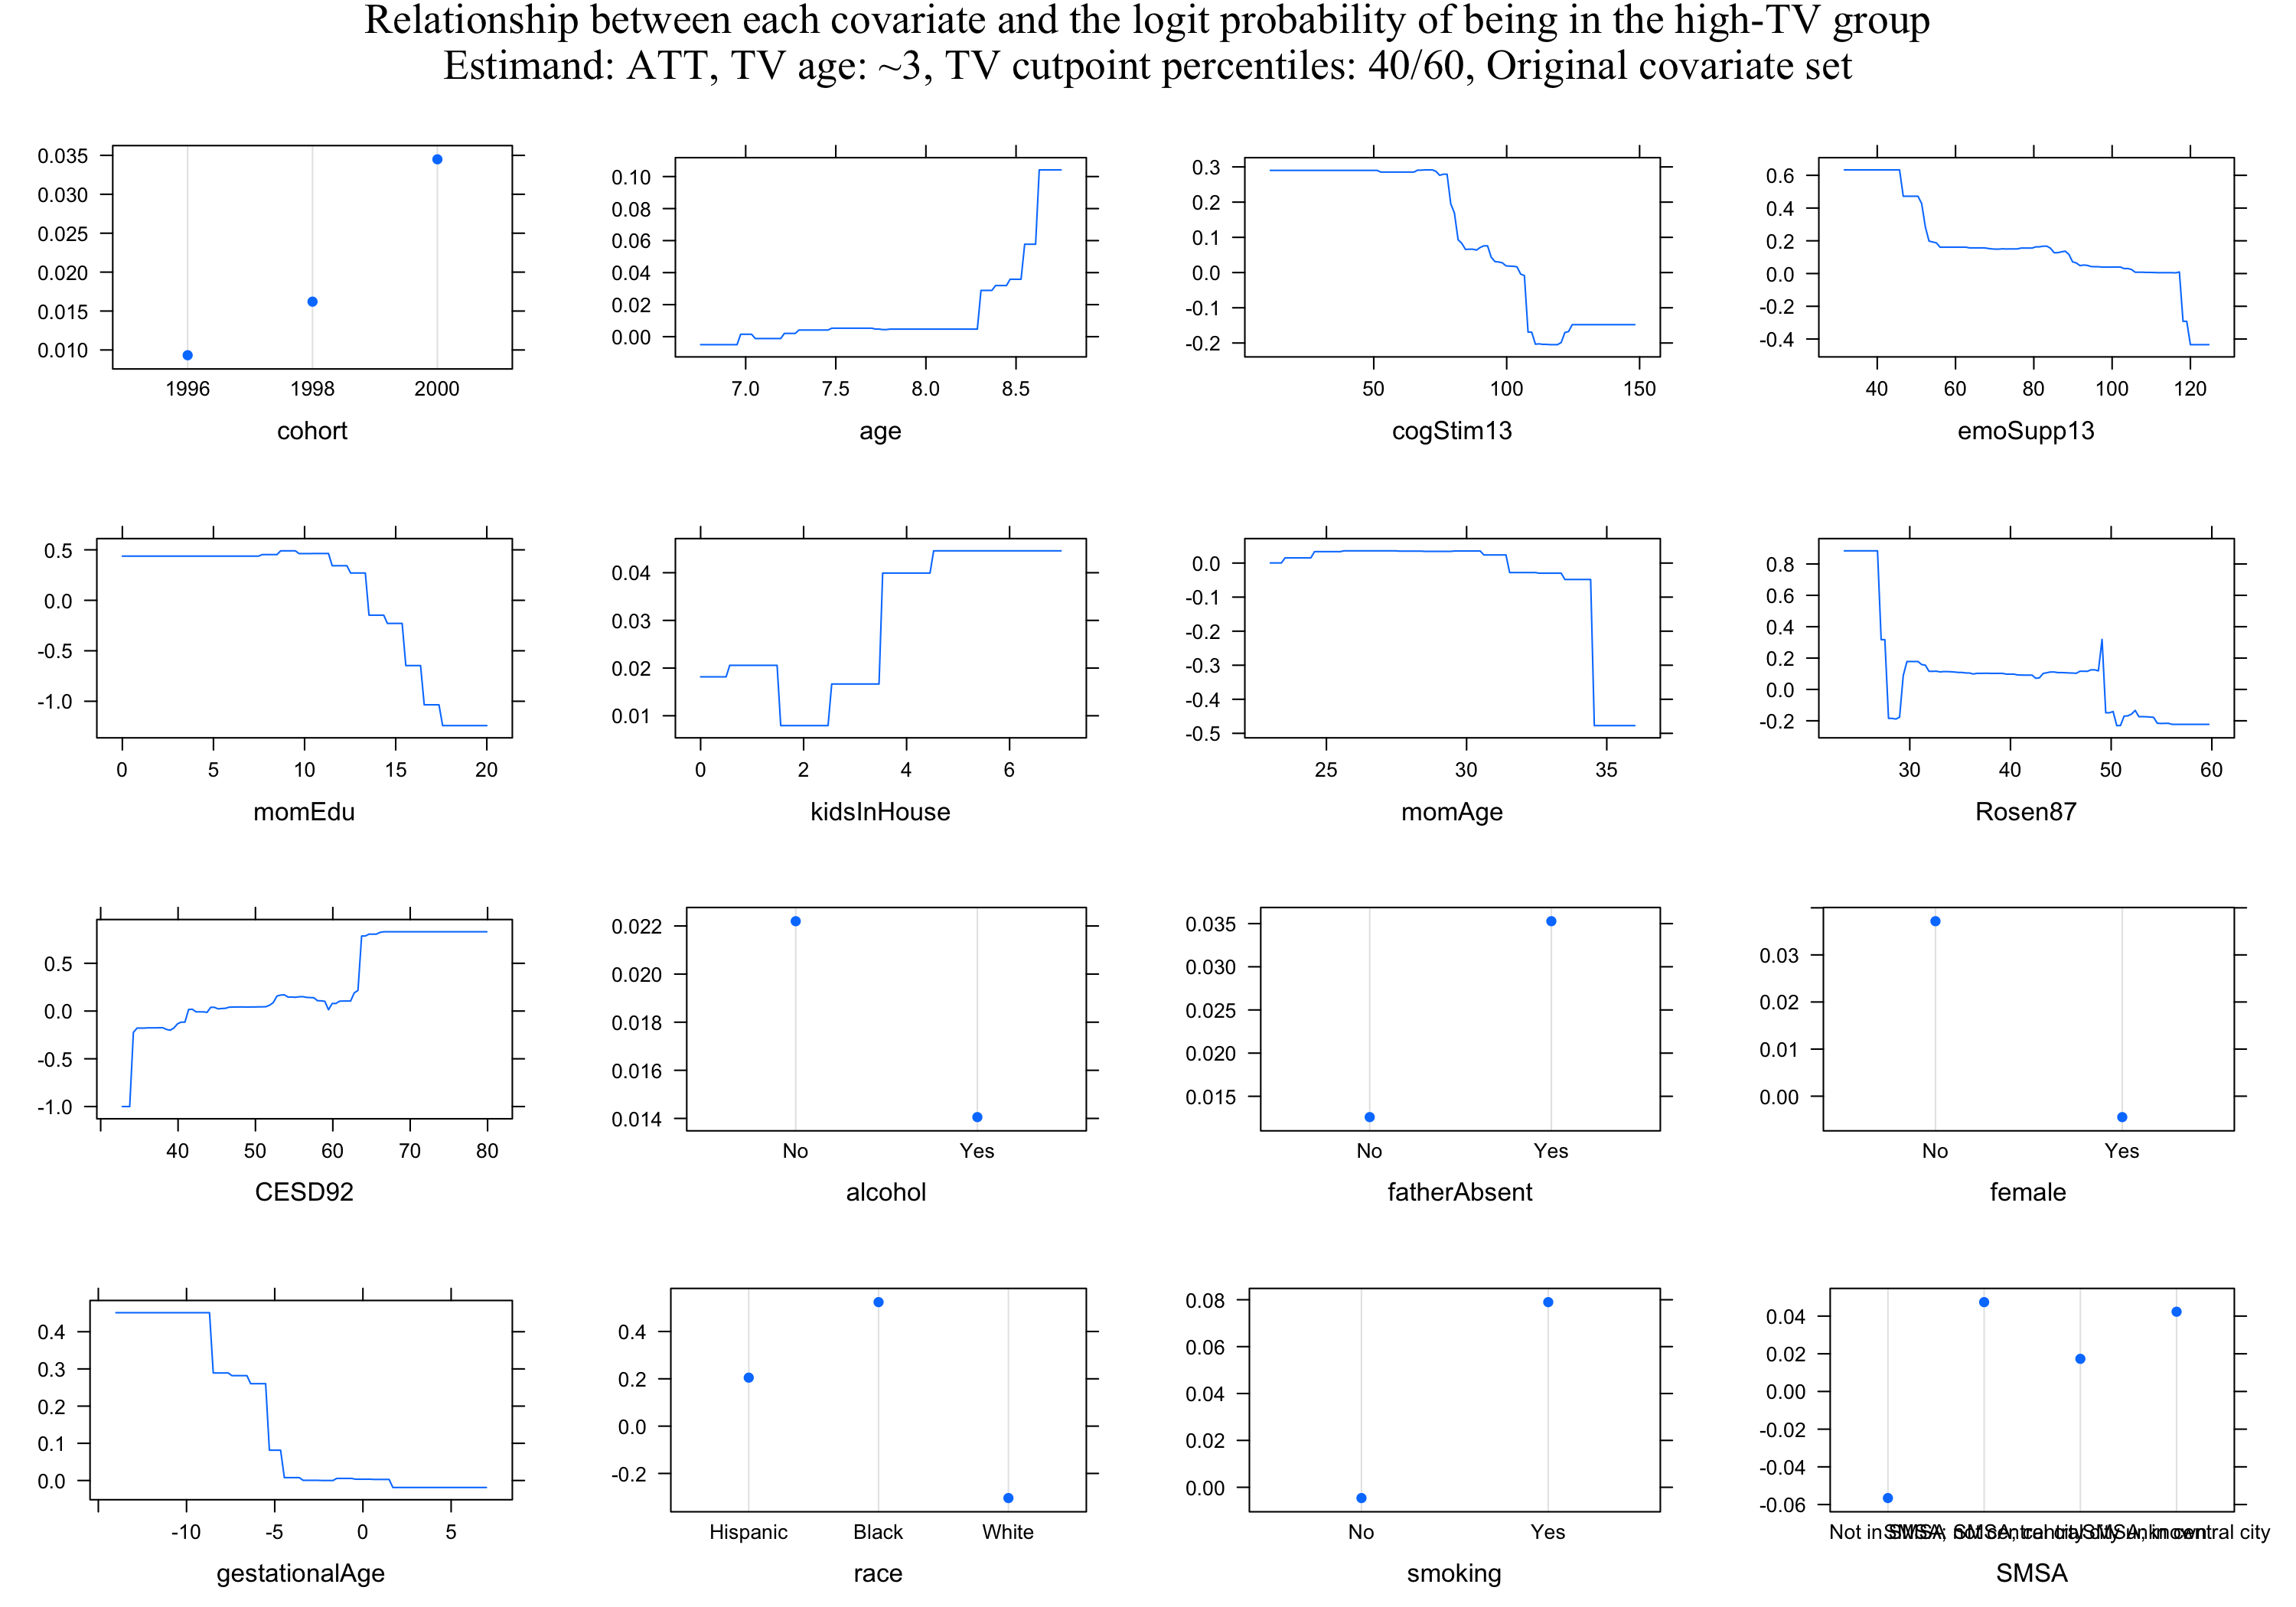 Relationship between each covariate and the logit probability of being in the high-TV group
Estimand: ATT, TV age: ~3, TV cutpoint percentiles: 40/60, Original covariate set
0.035
0.030
0.025
0.020
0.015
0.010
1996 1998 2000
cohort
0.10
0.08
0.06
0.04
0.02
0.00
7.0 7.5 8.0 8.5
age
0.3
0.2
0.1
0.0
-0.1
-0.2
50 100 150
cogStim13
0.6
0.4
0.2
0.0
-0.2
-0.4
40 60 80 100 120
emoSupp13
0.5
0.0
-0.5
-1.0
0 5 10 15 20
momEdu
0.04
0.03
0.02
0.01
0 2 4 6
kidsInHouse
0.0
-0.1
-0.2
-0.3
-0.4
-0.5
25 30 35
momAge
0.8
0.6
0.4
0.2
0.0
-0.2
30 40 50 60
Rosen87
0.5
0.0
-0.5
-1.0
40 50 60 70 80
CESD92
0.022
0.020
0.018
0.016
0.014
No Yes
alcohol
0.035
0.030
0.025
0.020
0.015
No Yes
fatherAbsent
0.03
0.02
0.01
0.00
No Yes
female
0.4
0.3
0.2
0.1
0.0
-10 -5 0 5
gestationalAge
0.4
0.2
0.0
-0.2
Hispanic Black White
race
0.08
0.06
0.04
0.02
0.00
No Yes
smoking
0.04
0.02
0.00
-0.02
-0.04
-0.06
Not in SMSA
SMSA